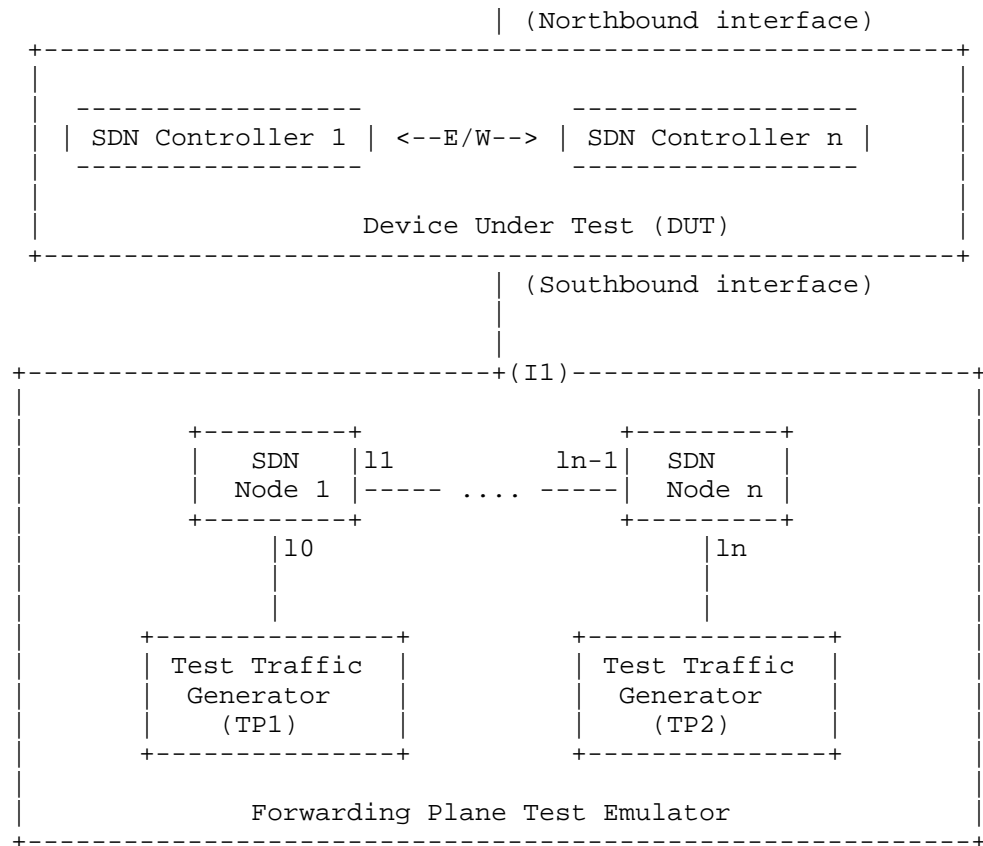 (Northbound interface)
SDN Controller 1 <--E/W--> SDN Controller n
Device Under Test (DUT)
(Southbound interface)
(I1)
SDN l1 ln-1 SDN
Node 1 .... Node n
l0 ln
Test Traffic Test Traffic
Generator Generator
(TP1) (TP2)
Forwarding Plane Test Emulator